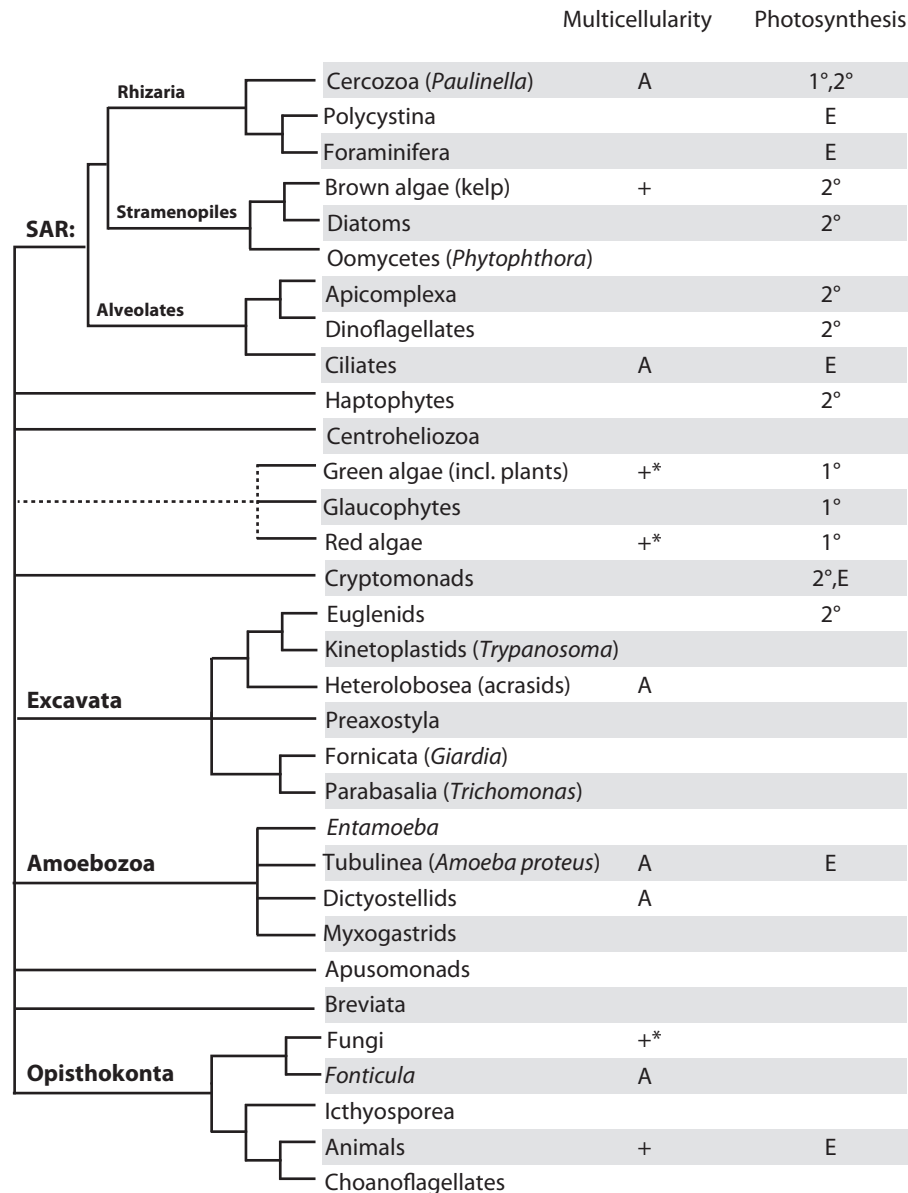 Multicellularity Photosynthesis
Rhizaria
Cercozoa (Paulinella) A 1°,2°
Polycystina E
Foraminifera E
Brown algae (kelp) + 2°
Stramenopiles
Diatoms 2°
SAR:
Oomycetes (Phytophthora)
Apicomplexa 2°
Alveolates
Dinoflagellates 2°
Ciliates A E
Haptophytes 2°
Centroheliozoa
Green algae (incl. plants) +* 1°
Glaucophytes 1°
Red algae +* 1°
Cryptomonads 2°,E
Euglenids 2°
Kinetoplastids (Trypanosoma)
Heterolobosea (acrasids) A
Excavata
Preaxostyla
Fornicata (Giardia)
Parabasalia (Trichomonas)
Entamoeba
Amoebozoa
Tubulinea (Amoeba proteus) A E
Dictyostellids A
Myxogastrids
Apusomonads
Breviata
Fungi +*
Opisthokonta
Fonticula A
Icthyosporea
Animals + E
Choanoflagellates